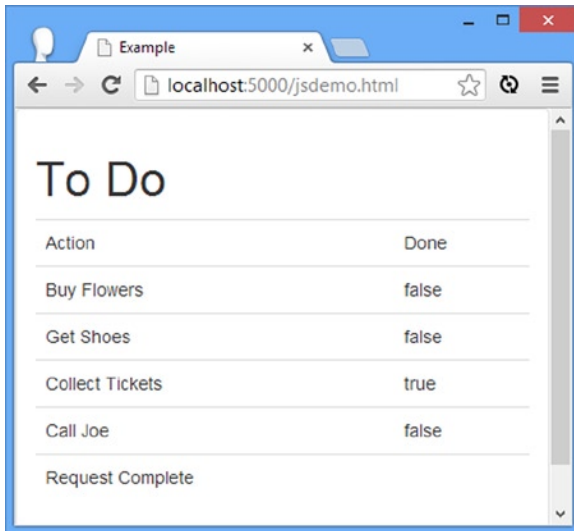 Example
localhost:5000/jsdemo.html
To Do
Action Done
Buy Flowers false
Get Shoes false
Collect Tickets true
Call Joe false
Request Complete